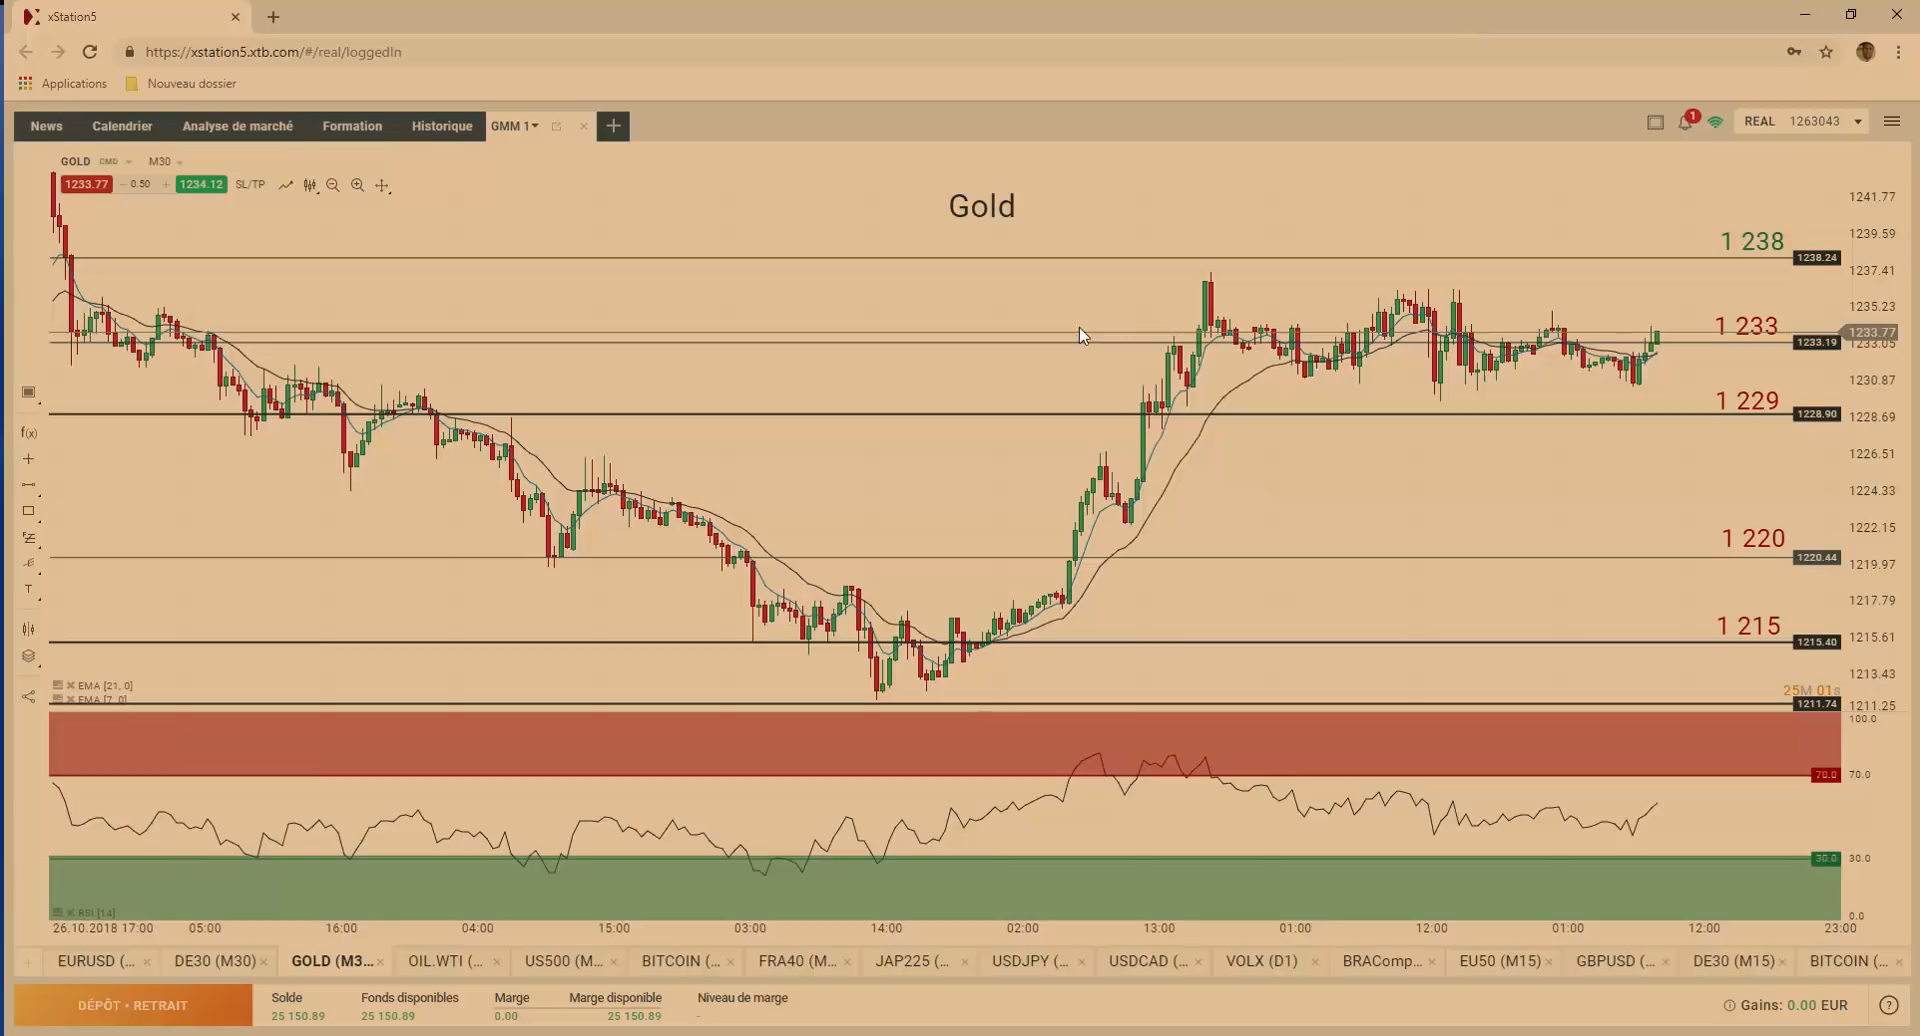 xStation5
https://xstation5.xtb.com/#/real/loggedIn
Applications
Nouveau dossier
News Calendrier Analyse de marché Formation Historique GMM 1
1
REAL 1263043
GOLD CMD M30
1233.77 0.50 1234.12 SL/TP
Gold
1241.77
1239.59
1 238
1238.24
1237.41
1235.23
1 233
1233.77
1233.19
1233.05
1230.87
1 229
1228.90
1228.69
1226.51
1224.33
1222.15
1 220
1220.44
1219.97
1217.79
1 215
1215.61
1215.40
1213.43
25M 01s
1211.74
1211.25
f(x)
T
EMA [21, 0]
EMA [7, 0]
100.0
70.0 70.0
30.0 30.0
0.0
RSI [14]
26.10.2018 17:00 05:00 16:00 04:00 15:00 03:00 14:00 02:00 13:00 01:00 12:00 01:00 12:00 23:00
EURUSD (... DE30 (M30) GOLD (M3... OIL.WTI (... US500 (M... BITCOIN (... FRA40 (M... JAP225 (... USDJPY (... USDCAD (... VOLX (D1) BRAComp... EU50 (M15) GBPUSD (... DE30 (M15) BITCOIN (...
DÉPÔT • RETRAIT
Solde Fonds disponibles Marge Marge disponible Niveau de marge
25 150.89 25 150.89 0.00 25 150.89 -
Gains: 0.00 EUR